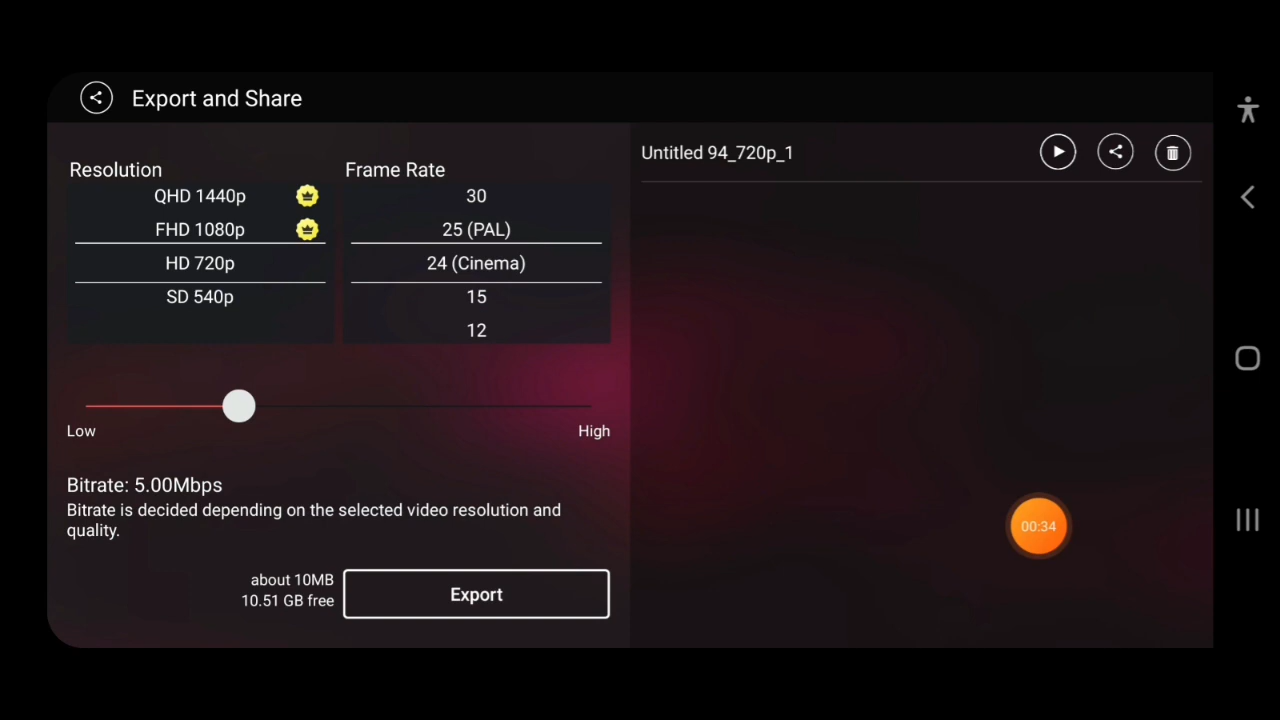 Export and Share
Resolution
QHD 1440p
FHD 1080p
HD 720p
SD 540p
Frame Rate
30
25 (PAL)
24 (Cinema)
15
12
Low
High
Bitrate: 5.00Mbps
Bitrate is decided depending on the selected video resolution and
quality.
about 10MB
10.51 GB free
Export
Untitled 94_720p_1
00:34